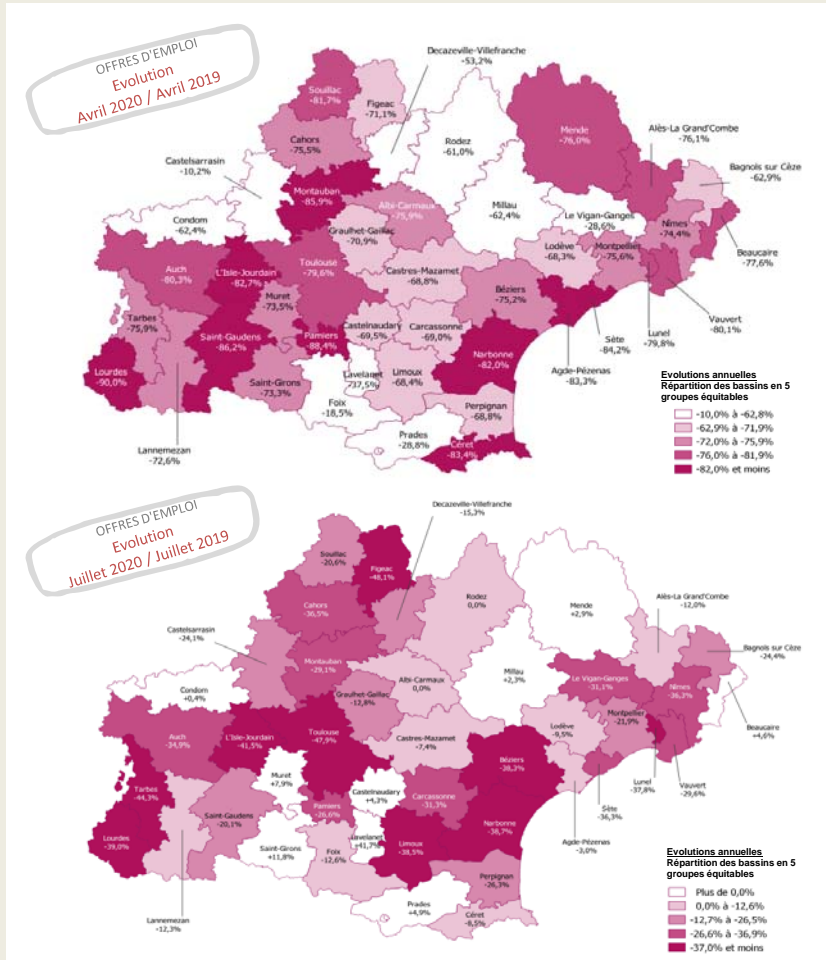 OFFRES D'EMPLOI
Evolution
Avril 2020 / Avril 2019
Decazeville-Villefranche
-53,2%
Souillac
-81,7%
Figeac
-71,1%
Cahors
-75,5%
Rodez
-61,0%
Mende
-76,0%
Alès-La Grand'Combe
-76,1%
Bagnols sur Cèze
-62,9%
Castelsarrasin
-10,2%
Montauban
-85,9%
Albi-Carmaux
-75,9%
Millau
-62,4%
Le Vigan-Ganges
-28,6%
Nîmes
-74,4%
Beaucaire
-77,6%
Condom
-62,4%
Graulhet-Gaillac
-70,9%
Auch
-80,3%
L'Isle-Jourdain
-82,7%
Toulouse
-79,6%
Castres-Mazamet
-68,8%
Lodève
-68,3%
Montpellier
-75,6%
Muret
-73,5%
Béziers
-75,2%
Vauvert
-80,1%
Tarbes
-75,9%
Saint-Gaudens
-86,2%
Pamiers
-88,4%
Castelnaudary
-69,5%
Carcassonne
-69,0%
Lunel
-79,8%
Sète
-84,2%
Narbonne
-82,0%
Agde-Pézenas
-83,3%
Lourdes
-90,0%
Saint-Girons
-73,3%
Lavelanet
-37,5%
Limoux
-68,4%
Foix
-18,5%
Perpignan
-68,8%
Prades
-28,8%
Céret
-83,4%
Lannemezan
-72,6%
Evolutions annuelles
Répartition des bassins en 5
groupes équitables
-10,0% à -62,8%
-62,9% à -71,9%
-72,0% à -75,9%
-76,0% à -81,9%
-82,0% et moins
OFFRES D'EMPLOI
Evolution
Juillet 2020 / Juillet 2019
Decazeville-Villefranche
-15,3%
Souillac
-20,6%
Figeac
-48,1%
Cahors
-36,5%
Rodez
0,0%
Mende
+2,9%
Alès-La Grand'Combe
-12,0%
Castelsarrasin
-24,1%
Bagnols sur Cèze
-24,4%
Montauban
-29,1%
Albi-Carmaux
0,0%
Millau
+2,3%
Le Vigan-Ganges
-31,1%
Nîmes
-36,2%
Condom
+0,4%
Graulhet-Gaillac
-12,8%
Beaucaire
+4,6%
Auch
-34,9%
L'Isle-Jourdain
-41,5%
Toulouse
-47,9%
Castres-Mazamet
-7,4%
Lodève
-9,5%
Montpellier
-21,9%
Béziers
-38,3%
Muret
+7,9%
Tarbes
-44,3%
Castelnaudary
+4,2%
Carcassonne
-31,3%
Lunel
-37,8%
Vauvert
-29,6%
Pamiers
-26,6%
Sète
-36,3%
Saint-Gaudens
-20,1%
Narbonne
-38,7%
Agde-Pézenas
-3,0%
Lourdes
-39,0%
Saint-Girons
+11,8%
Foix
-12,6%
Lavelanet
+41,7%
Limoux
-38,5%
Perpignan
-26,3%
Prades
+4,9%
Céret
-8,5%
Lannemezan
-12,3%
Evolutions annuelles
Répartition des bassins en 5
groupes équitables
Plus de 0,0%
0,0% à -12,6%
-12,7% à -26,5%
-26,6% à -36,9%
-37,0% et moins